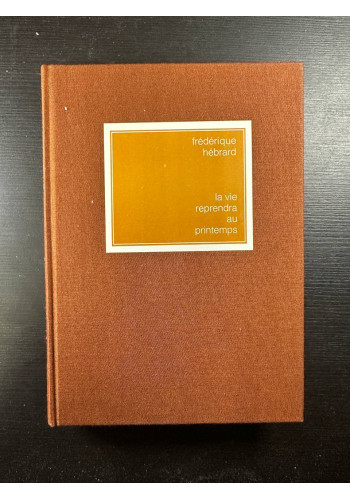 frédérique
hébrard
la vie
reprendra
au
printemps